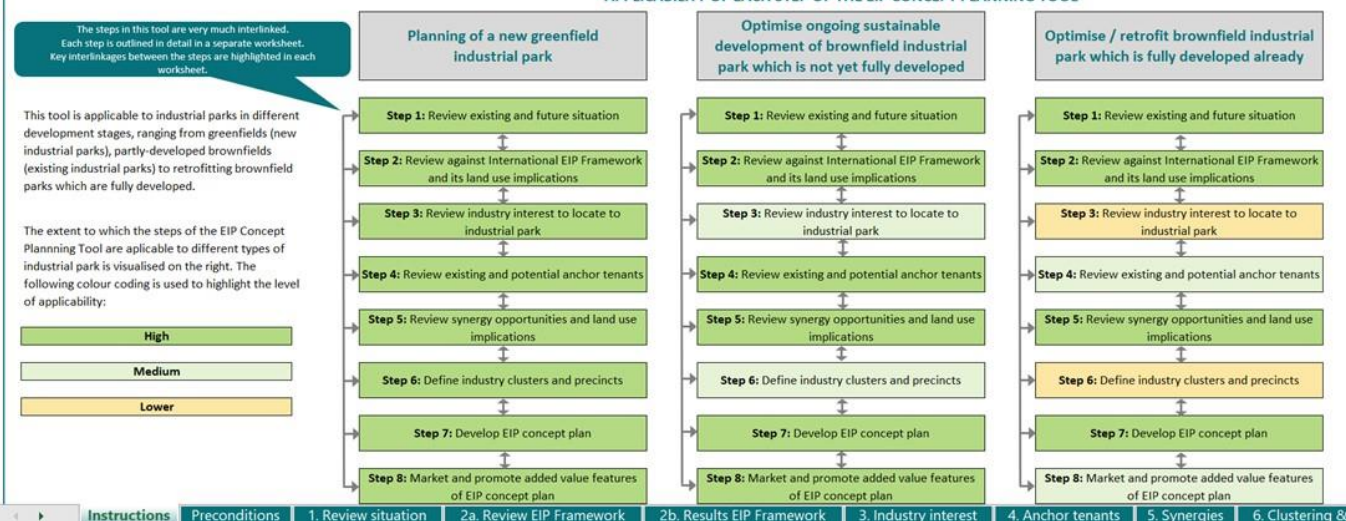 The steps in this tool are very much interlinked.
Each step is outlined in detail in a separate worksheet.
Key interlinkages between the steps are highlighted in each
worksheet.
This tool is applicable to industrial parks in different
development stages, ranging from greenfields (new
industrial parks), partly-developed brownfields
(existing industrial parks) to retrofitting brownfield
parks which are fully developed.
The extent to which the steps of the EIP Concept
Plannning Tool are aplicable to different types of
industrial park is visualised on the right. The
following colour coding is used to highlight the level
of applicability:
High
Medium
Lower
Planning of a new greenfield
industrial park
Step 1: Review existing and future situation
Step 2: Review against International EIP Framework
and its land use implications
Step 3: Review industry interest to locate to
industrial park
Step 4: Review existing and potential anchor tenants
Step 5: Review synergy opportunities and land use
implications
Step 6: Define industry clusters and precincts
Step 7: Develop EIP concept plan
Step 8: Market and promote added value features
of EIP concept plan
Optimise ongoing sustainable
development of brownfield industrial
park which is not yet fully developed
Step 1: Review existing and future situation
Step 2: Review against International EIP Framework
and its land use implications
Step 3: Review industry interest to locate to
industrial park
Step 4: Review existing and potential anchor tenants
Step 5: Review synergy opportunities and land use
implications
Step 6: Define industry clusters and precincts
Step 7: Develop EIP concept plan
Step 8: Market and promote added value features
of EIP concept plan
Optimise / retrofit brownfield industrial
park which is fully developed already
Step 1: Review existing and future situation
Step 2: Review against International EIP Framework
and its land use implications
Step 3: Review industry interest to locate to
industrial park
Step 4: Review existing and potential anchor tenants
Step 5: Review synergy opportunities and land use
implications
Step 6: Define industry clusters and precincts
Step 7: Develop EIP concept plan
Step 8: Market and promote added value features
of EIP concept plan
Instructions Preconditions 1. Review situation 2a. Review EIP Framework 2b. Results EIP Framework 3. Industry interest 4. Anchor tenants 5. Synergies 6. Clustering &